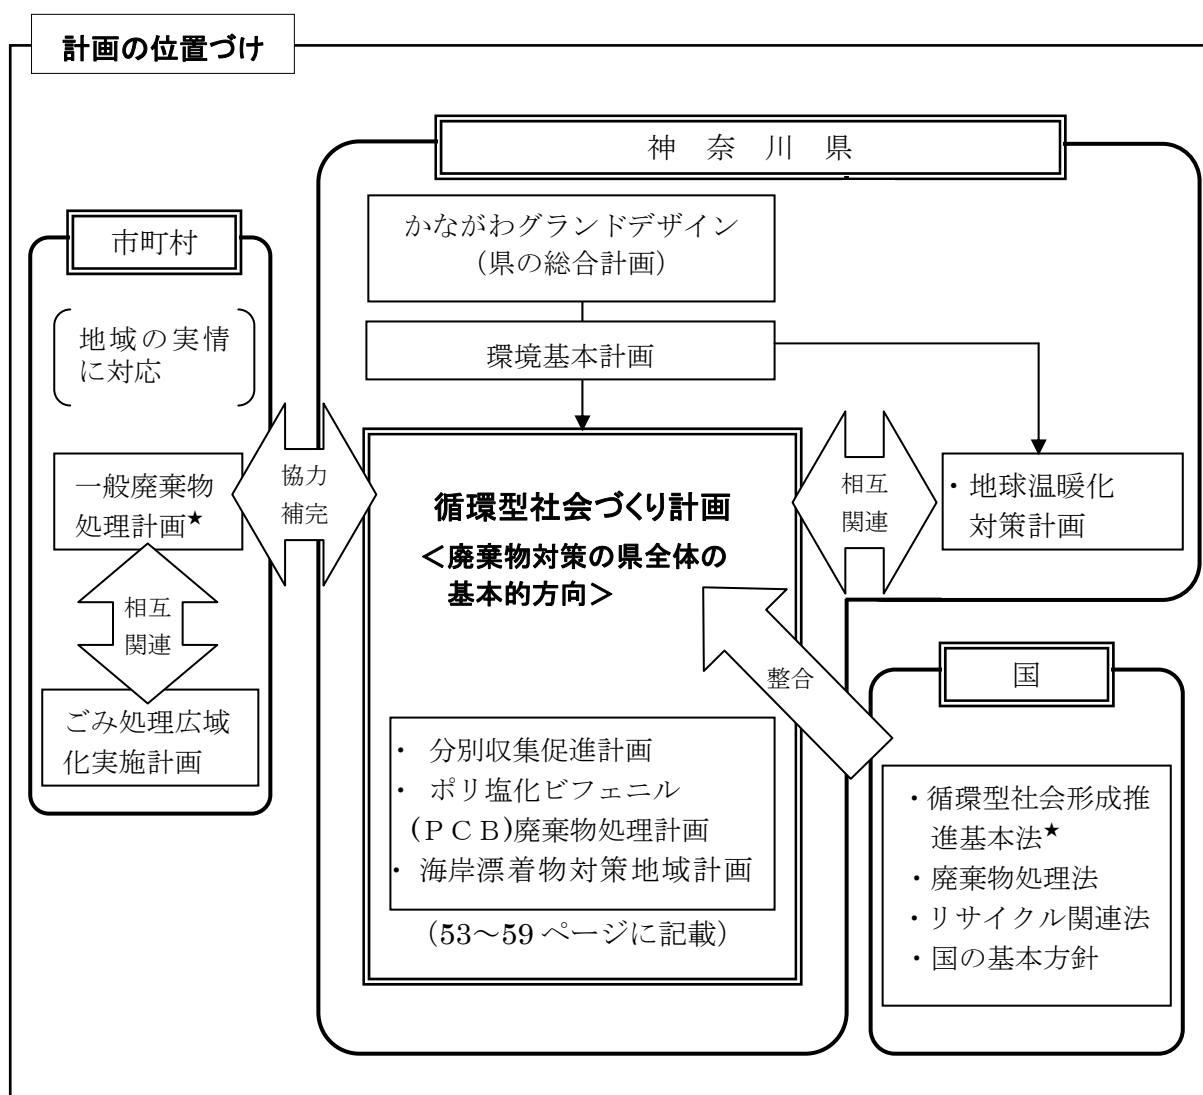 計画の位置づけ
神奈川県
かながわグランドデザイン
（県の総合計画）
環境基本計画
市町村
地域の実情
に対応
一般廃棄物
処理計画★
相互
関連
ごみ処理広域
化実施計画
協力
補完
循環型社会づくり計画
＜廃棄物対策の県全体の
基本的方向＞
・ 分別収集促進計画
・ ポリ塩化ビフェニル
(ＰＣＢ)廃棄物処理計画
・ 海岸漂着物対策地域計画
（53～59 ページに記載）
相互
関連
・地球温暖化
対策計画
整合
国
・循環型社会形成推
進基本法★
・廃棄物処理法
・リサイクル関連法
・国の基本方針